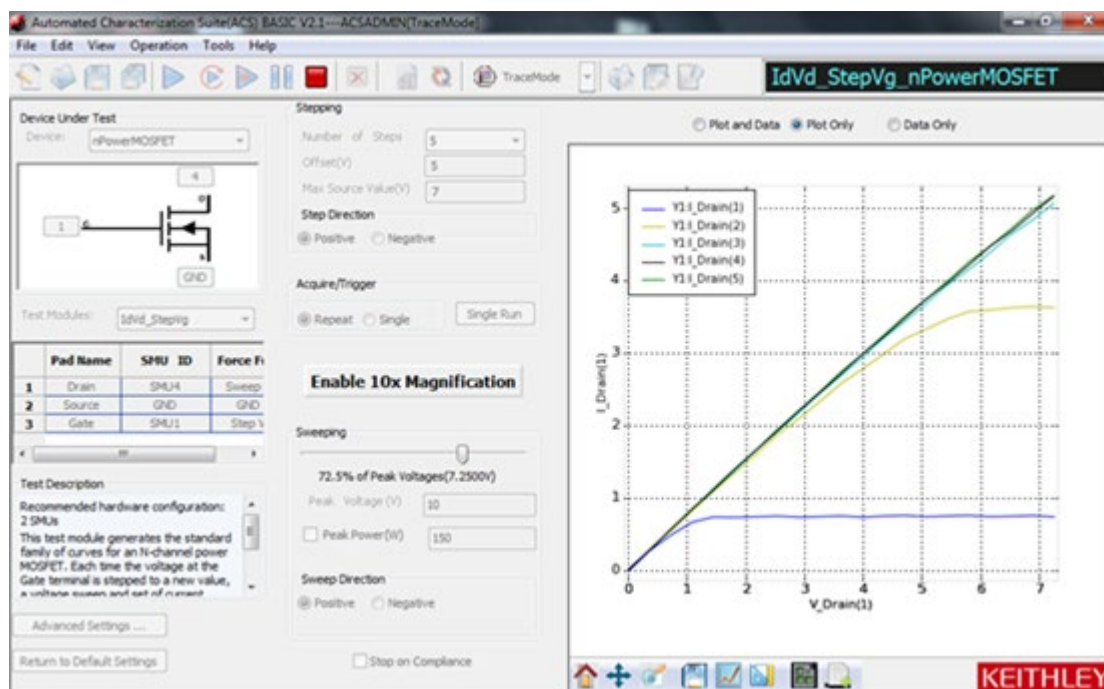 Automated Characterization Suite(ACS) BASIC V2.1---ACSADMIN[TraceMode]
File Edit View Operation Tools Help
TraceMode
IdVd_StepVg_nPowerMOSFET
Device Under Test
Device: nPowerMOSFET
4
1
GND
Test Modules: IdVd_StepVg
Pad Name SMU ID Force F
1 Drain SMU4 Sweep
2 Source GND GND
3 Gate SMU1 Step V
Test Description
Recommended hardware configuration:
2 SMUs
This test module generates the standard
family of curves for an N-channel power
MOSFET. Each time the voltage at the
Gate terminal is stepped to a new value,
a voltage sweep and set of current
Advanced Settings ...
Return to Default Settings
Stepping
Number of Steps 5
Offset(V) 5
Max Source Value(V) 7
Step Direction
Positive Negative
Acquire/Trigger
Repeat Single Single Run
Enable 10x Magnification
Sweeping
72.5% of Peak Voltages(7.2500V)
Peak Voltage (V) 10
Peak Power(W) 150
Sweep Direction
Positive Negative
Stop on Compliance
Plot and Data Plot Only Data Only
Y1:I_Drain(1)
Y1:I_Drain(2)
Y1:I_Drain(3)
Y1:I_Drain(4)
Y1:I_Drain(5)
5
4
3
2
1
0
I_Drain(1)
0 1 2 3 4 5 6 7
V_Drain(1)
KEITHLEY